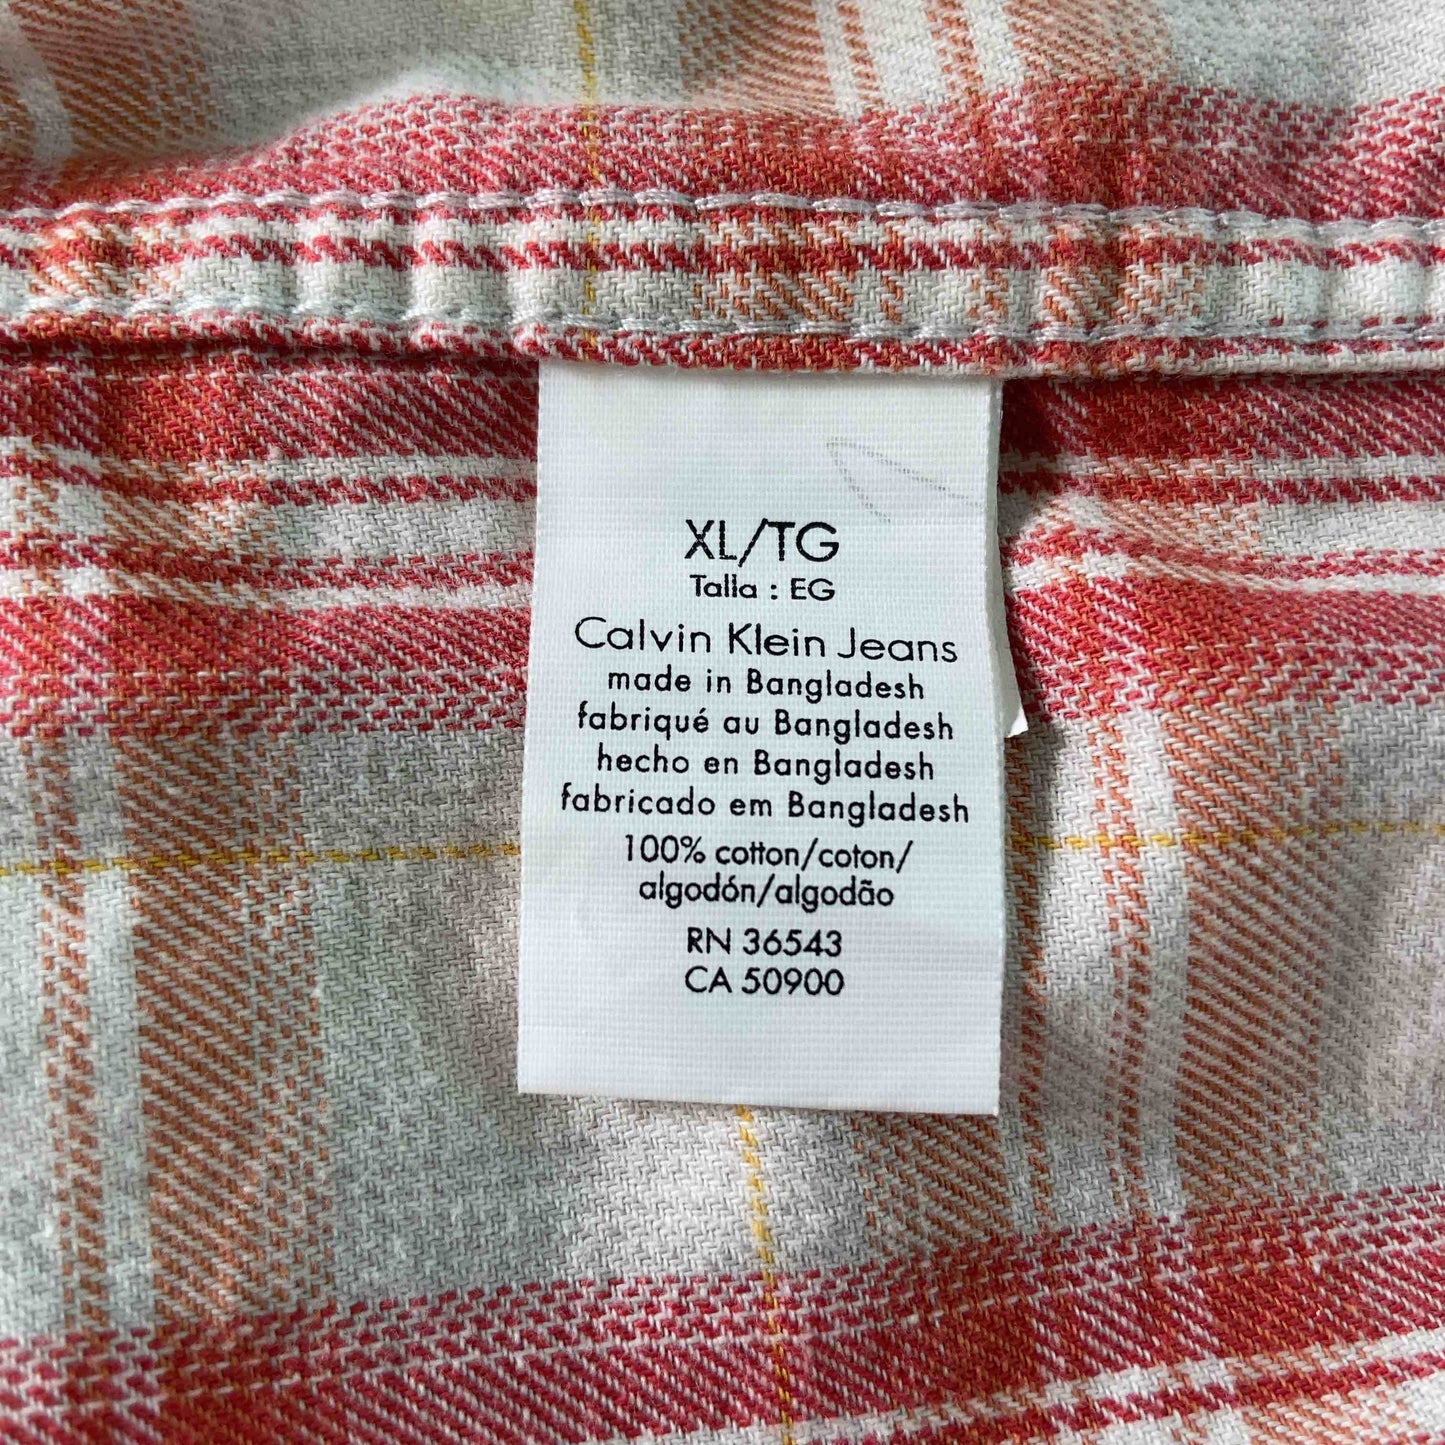 XL/TG
Talla : EG
Calvin Klein Jeans
made in Bangladesh
fabriqué au Bangladesh
hecho en Bangladesh
fabricado em Bangladesh
100% cotton/coton/
algodón/algodão
RN 36543
CA 50900